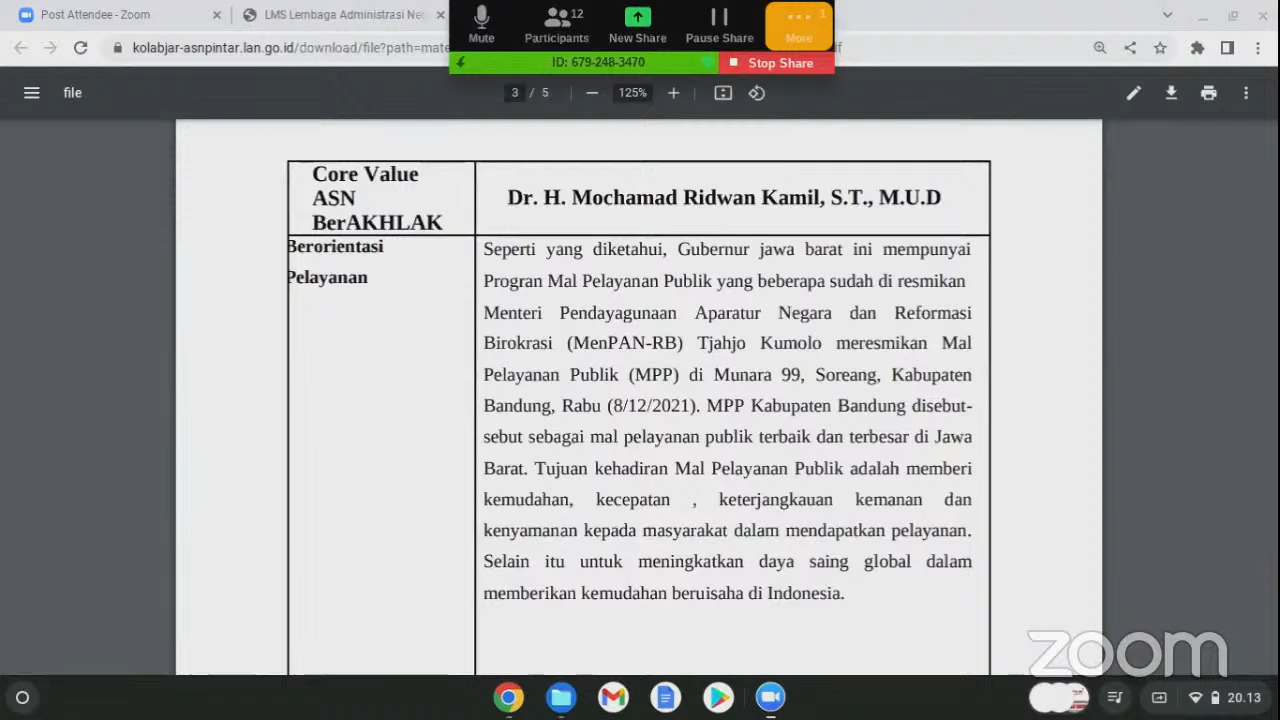 Post Attendee - Zoom
LMS Lembaga Administrasi Ne
kolabjar-asnpintar.lan.go.id/download/file?path=mate
Mute
Participants
12
New Share
Pause Share
More
1
ID: 679-248-3470
Stop Share
file
3 / 5
125%
Core Value
ASN
BerAKHLAK
Dr. H. Mochamad Ridwan Kamil, S.T., M.U.D
Berorientasi
Pelayanan
Seperti yang diketahui, Gubernur jawa barat ini mempunyai
Progran Mal Pelayanan Publik yang beberapa sudah di resmikan
Menteri Pendayagunaan Aparatur Negara dan Reformasi
Birokrasi (MenPAN-RB) Tjahjo Kumolo meresmikan Mal
Pelayanan Publik (MPP) di Munara 99, Soreang, Kabupaten
Bandung, Rabu (8/12/2021). MPP Kabupaten Bandung disebut-
sebut sebagai mal pelayanan publik terbaik dan terbesar di Jawa
Barat. Tujuan kehadiran Mal Pelayanan Publik adalah memberi
kemudahan, kecepatan , keterjangkauan kemanan dan
kenyamanan kepada masyarakat dalam mendapatkan pelayanan.
Selain itu untuk meningkatkan daya saing global dalam
memberikan kemudahan beruisaha di Indonesia.
zoom
20.13